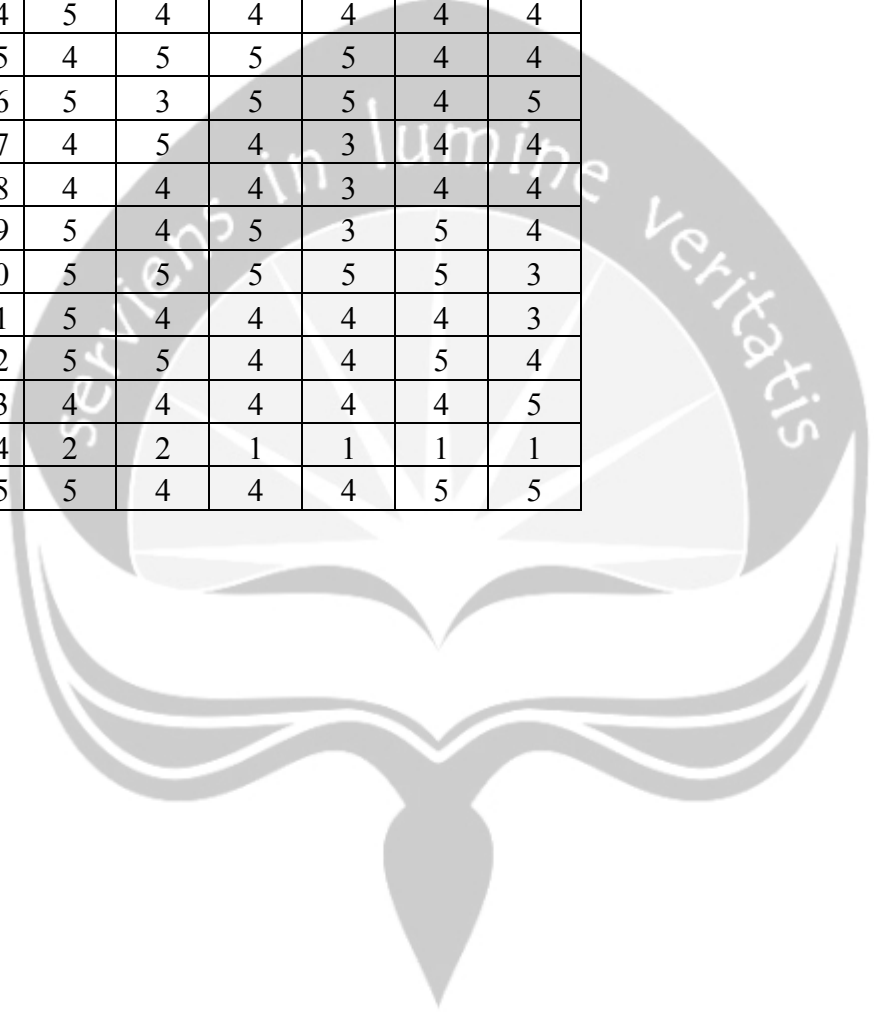 4 5 4 4 4 4 4
5 4 5 5 5 4 4
6 5 3 5 5 4 5
7 4 5 4 3 4 4
8 4 4 4 3 4 4
9 5 4 5 3 5 4
0 5 5 5 5 5 3
1 5 4 4 4 4 3
2 5 5 4 4 5 4
3 4 4 4 4 4 5
4 2 2 1 1 1 1
5 5 4 4 4 5 5
serviens in lumine veritatis